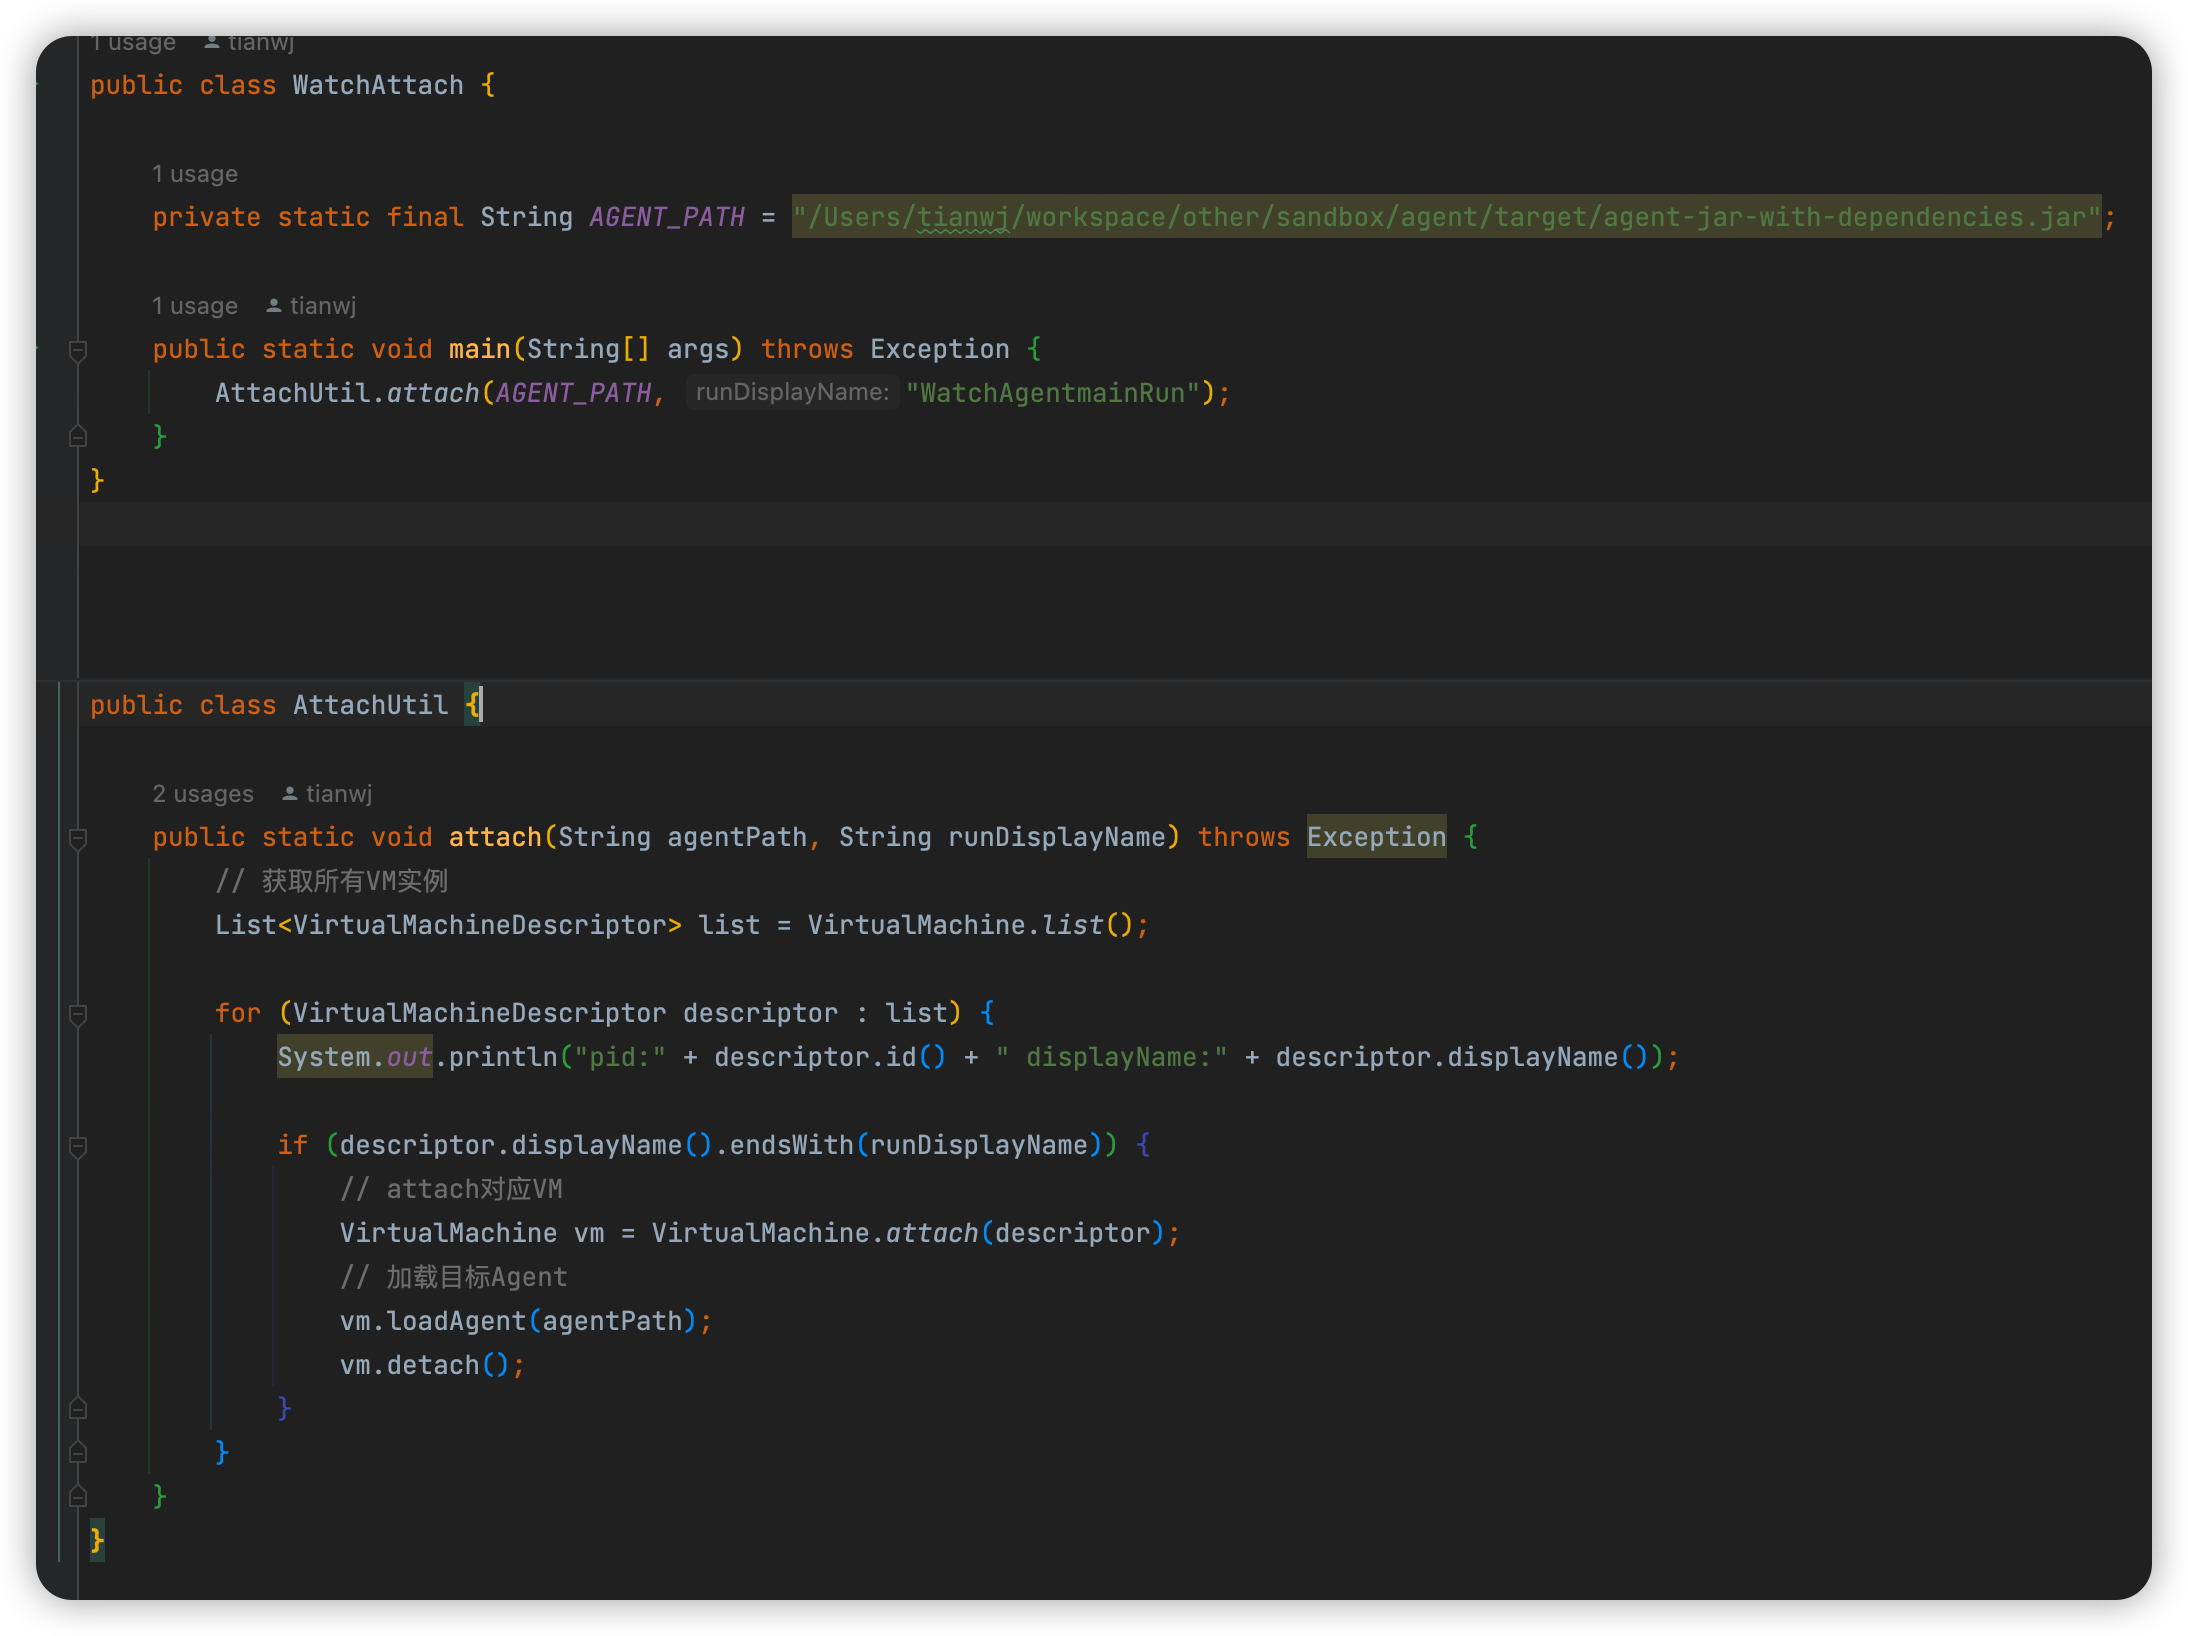 1 usage tianwj
public class WatchAttach {
1 usage
private static final String AGENT_PATH = "/Users/tianwj/workspace/other/sandbox/agent/target/agent-jar-with-dependencies.jar";
1 usage tianwj
public static void main(String[] args) throws Exception {
AttachUtil.attach(AGENT_PATH, runDisplayName: "WatchAgentmainRun");
}
}
public class AttachUtil {
2 usages tianwj
public static void attach(String agentPath, String runDisplayName) throws Exception {
// 获取所有VM实例
List<VirtualMachineDescriptor> list = VirtualMachine.list();
for (VirtualMachineDescriptor descriptor : list) {
System.out.println("pid:" + descriptor.id() + " displayName:" + descriptor.displayName());
if (descriptor.displayName().endsWith(runDisplayName)) {
// attach对应VM
VirtualMachine vm = VirtualMachine.attach(descriptor);
// 加载目标Agent
vm.loadAgent(agentPath);
vm.detach();
}
}
}
}